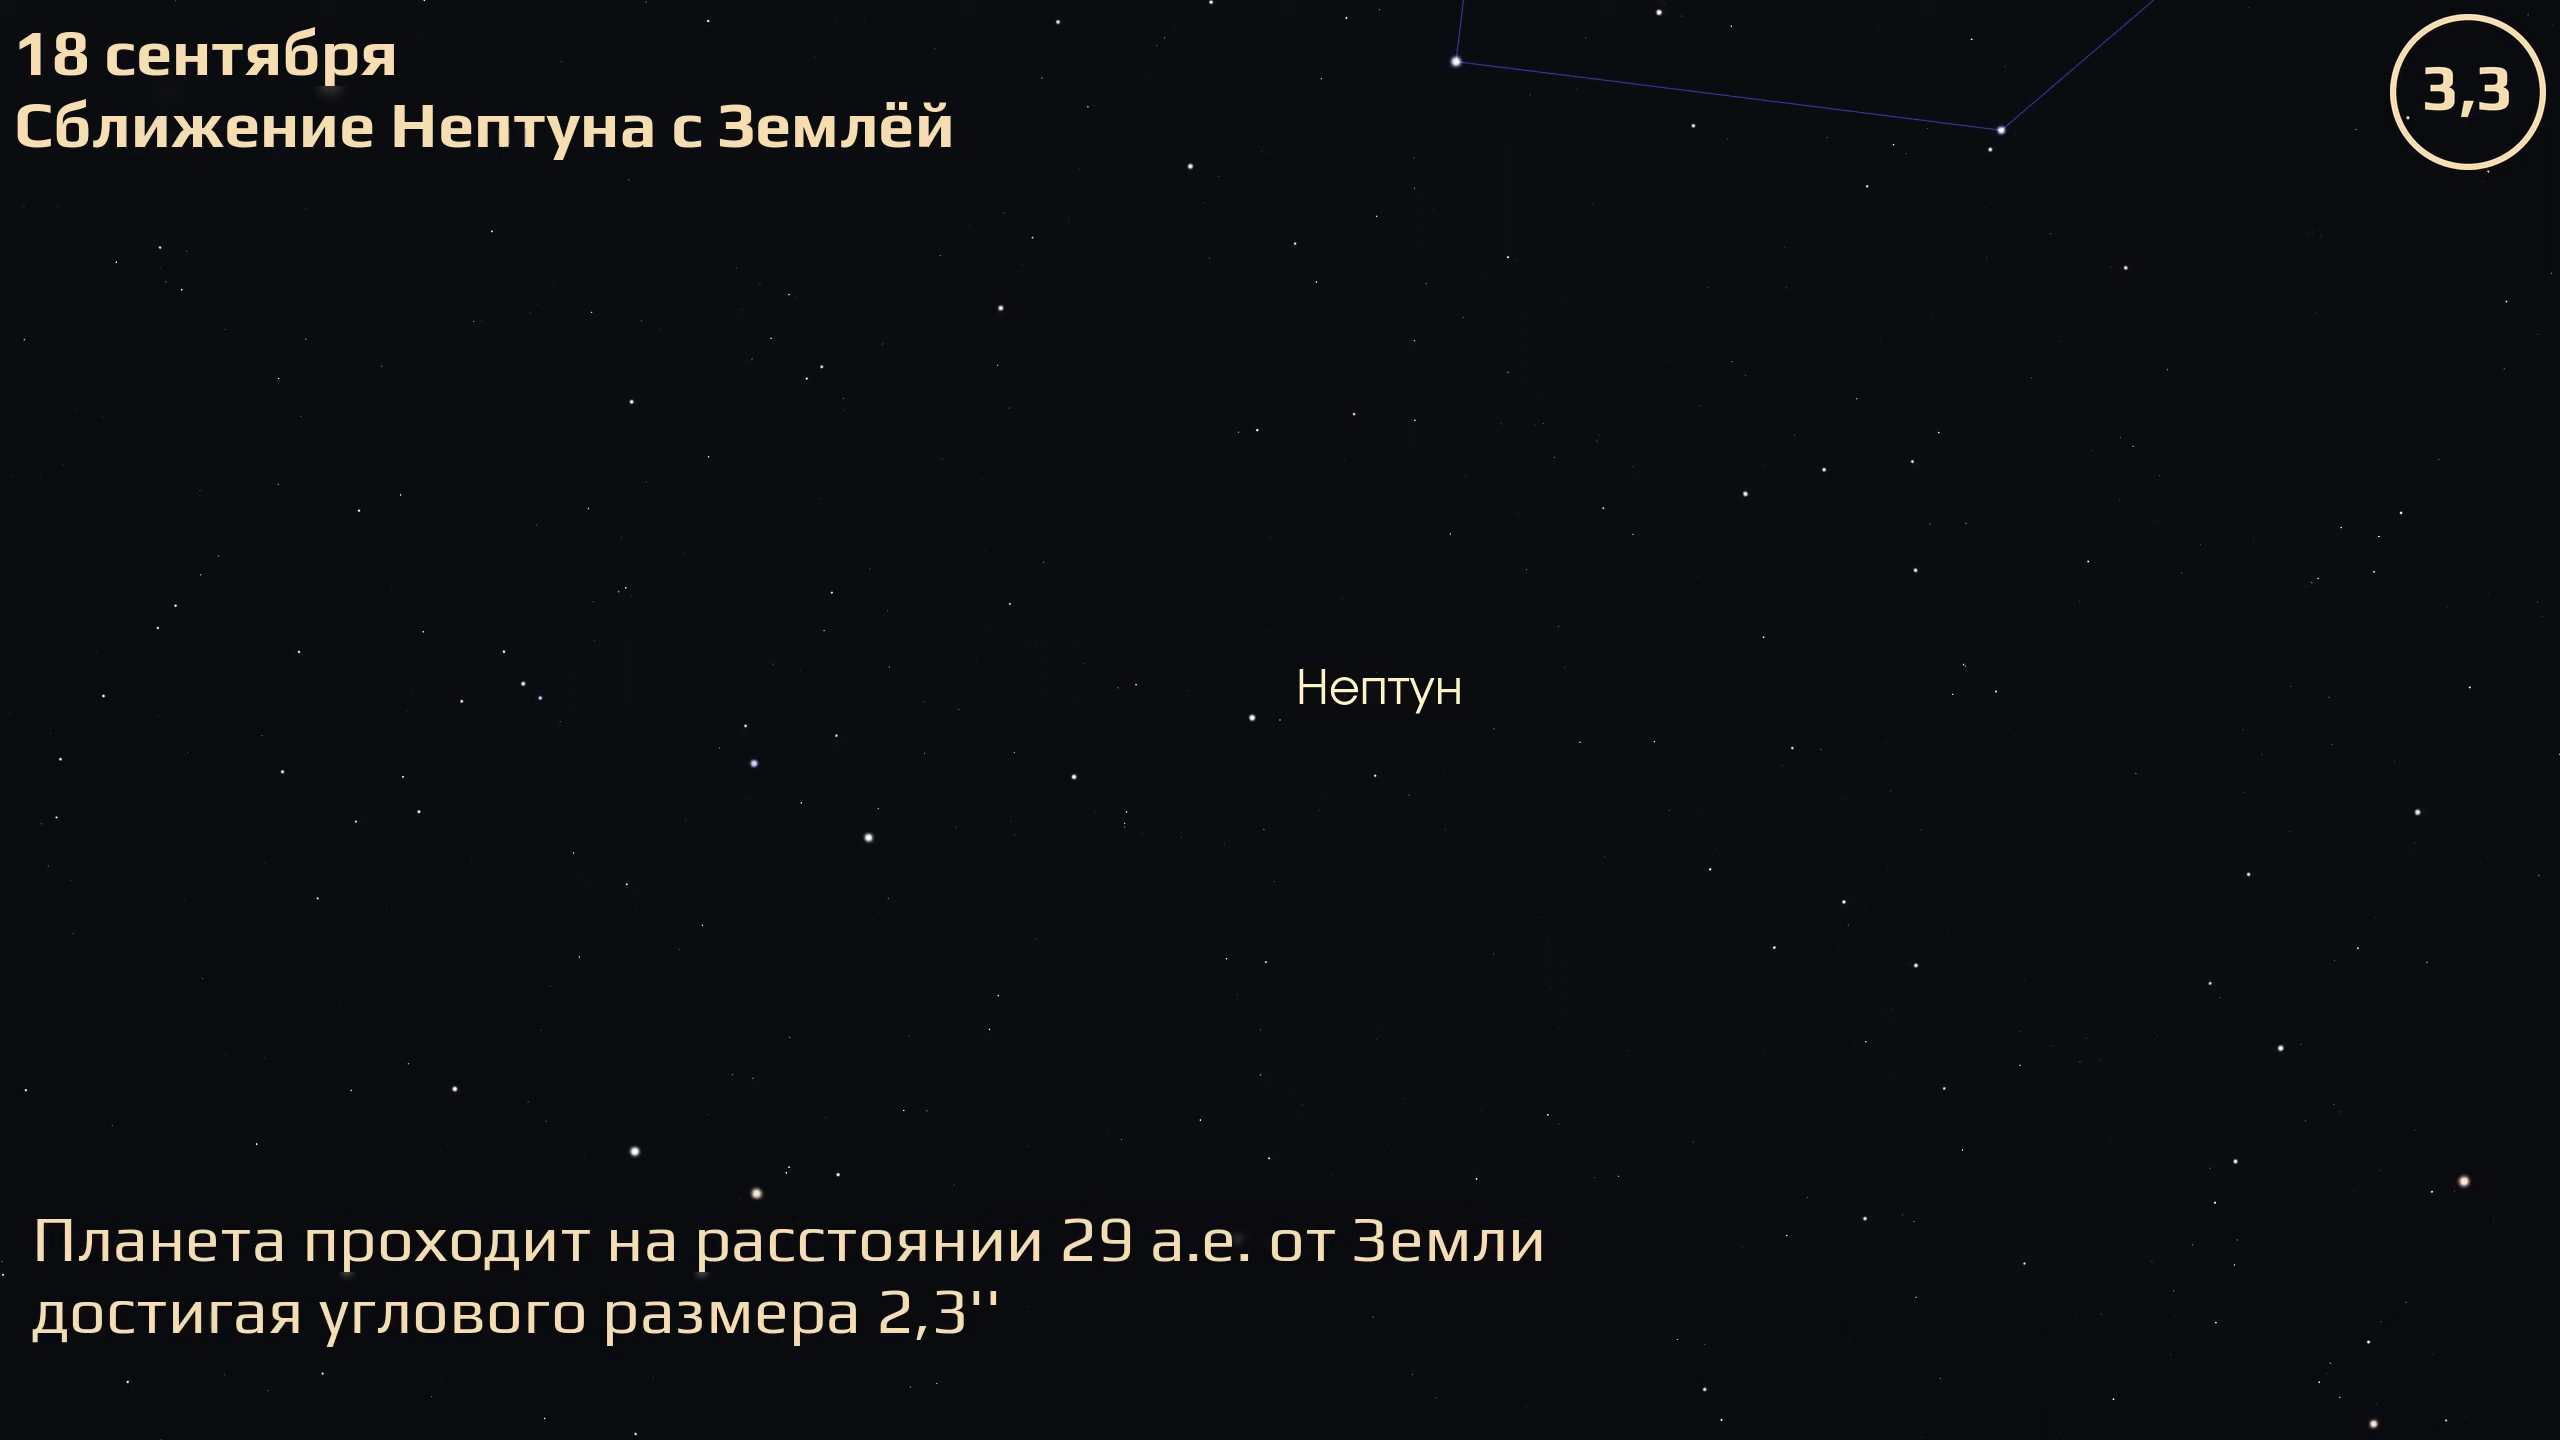 18 сентября
Сближение Нептуна с Землёй
3,3
Нептун
Планета проходит на расстоянии 29 а.е. от Земли
достигая углового размера 2,3''